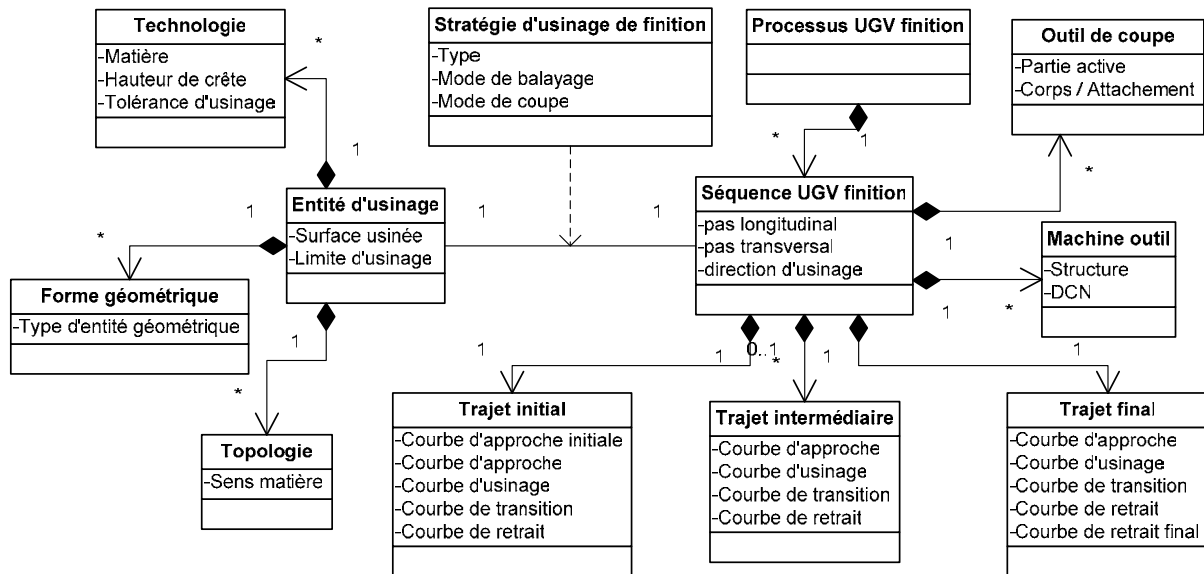 Technologie
-Matière
-Hauteur de crête
-Tolérance d'usinage
Stratégie d'usinage de finition
-Type
-Mode de balayage
-Mode de coupe
Processus UGV finition
Outil de coupe
-Partie active
-Corps / Attachement
*
1
*
1
*
Entité d'usinage
-Surface usinée
-Limite d'usinage
1
1
Séquence UGV finition
-pas longitudinal
-pas transversal
-direction d'usinage
1
*
1
Machine outil
-Structure
-DCN
*
1
Forme géométrique
-Type d'entité géométrique
1
*
Topologie
-Sens matière
1
1
0..1
*
1
1
Trajet initial
-Courbe d'approche initiale
-Courbe d'approche
-Courbe d'usinage
-Courbe de transition
-Courbe de retrait
Trajet intermédiaire
-Courbe d'approche
-Courbe d'usinage
-Courbe de transition
-Courbe de retrait
Trajet final
-Courbe d'approche
-Courbe d'usinage
-Courbe de transition
-Courbe de retrait
-Courbe de retrait final